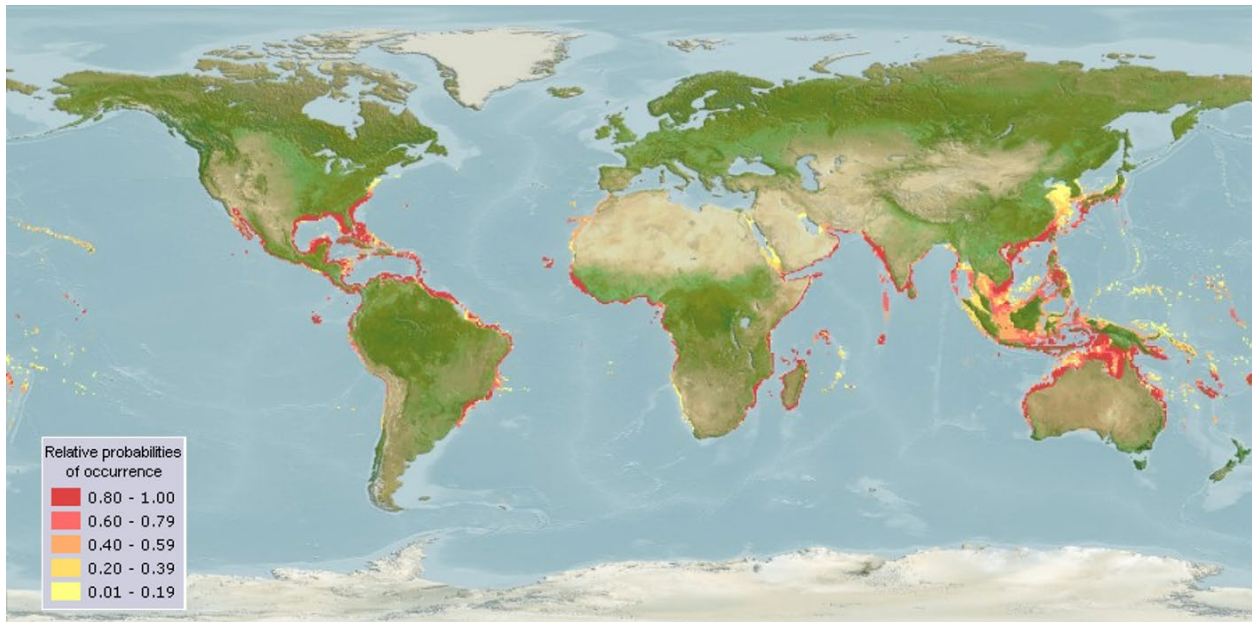 Relative probabilities
of occurrence
0.80 - 1.00
0.60 - 0.79
0.40 - 0.59
0.20 - 0.39
0.01 - 0.19